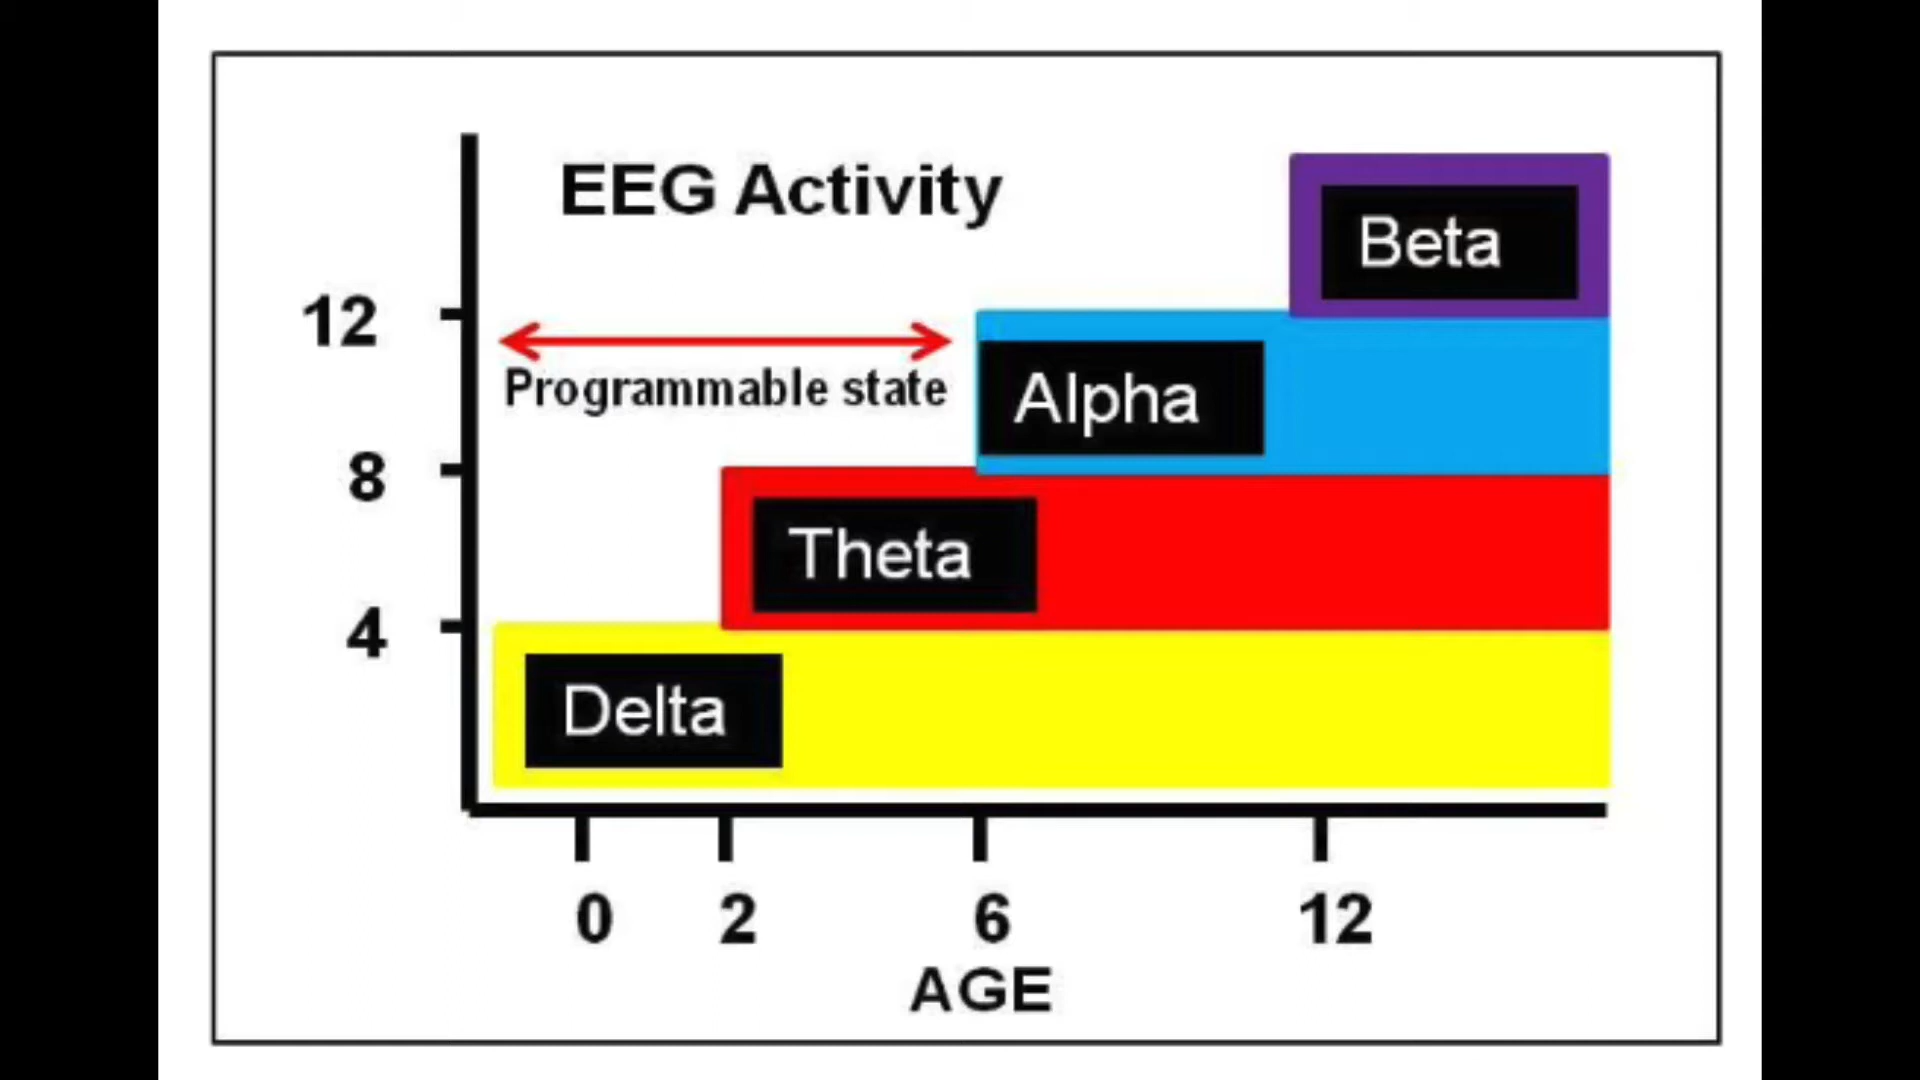 EEG Activity
Beta
12
Programmable state
Alpha
8
Theta
4
Delta
0 2 6 12
AGE